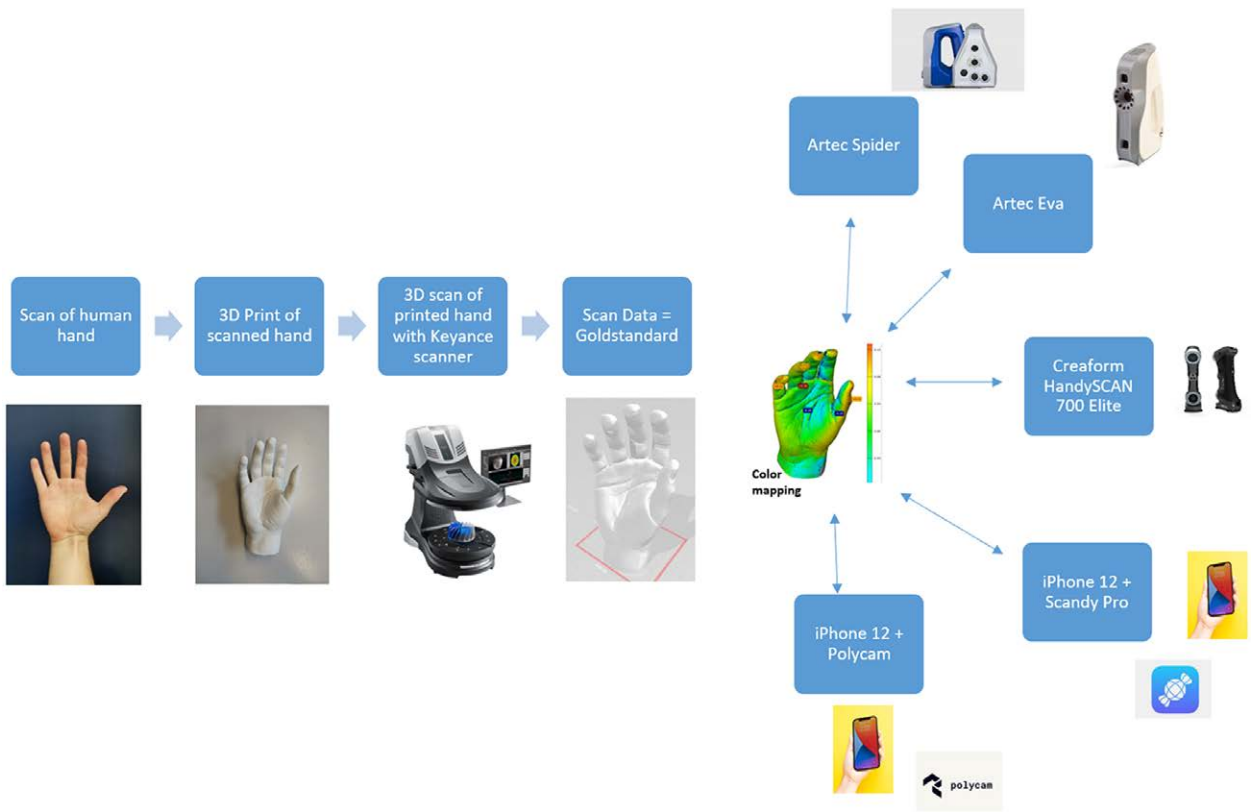 Scan of human
hand
3D Print of
scanned hand
3D scan of
printed hand
with Keyance
scanner
Scan Data =
Goldstandard
Artec Spider
Artec Eva
Creaform
HandySCAN
700 Elite
Color
mapping
iPhone 12 +
Scandy Pro
iPhone 12 +
Polycam
polycam